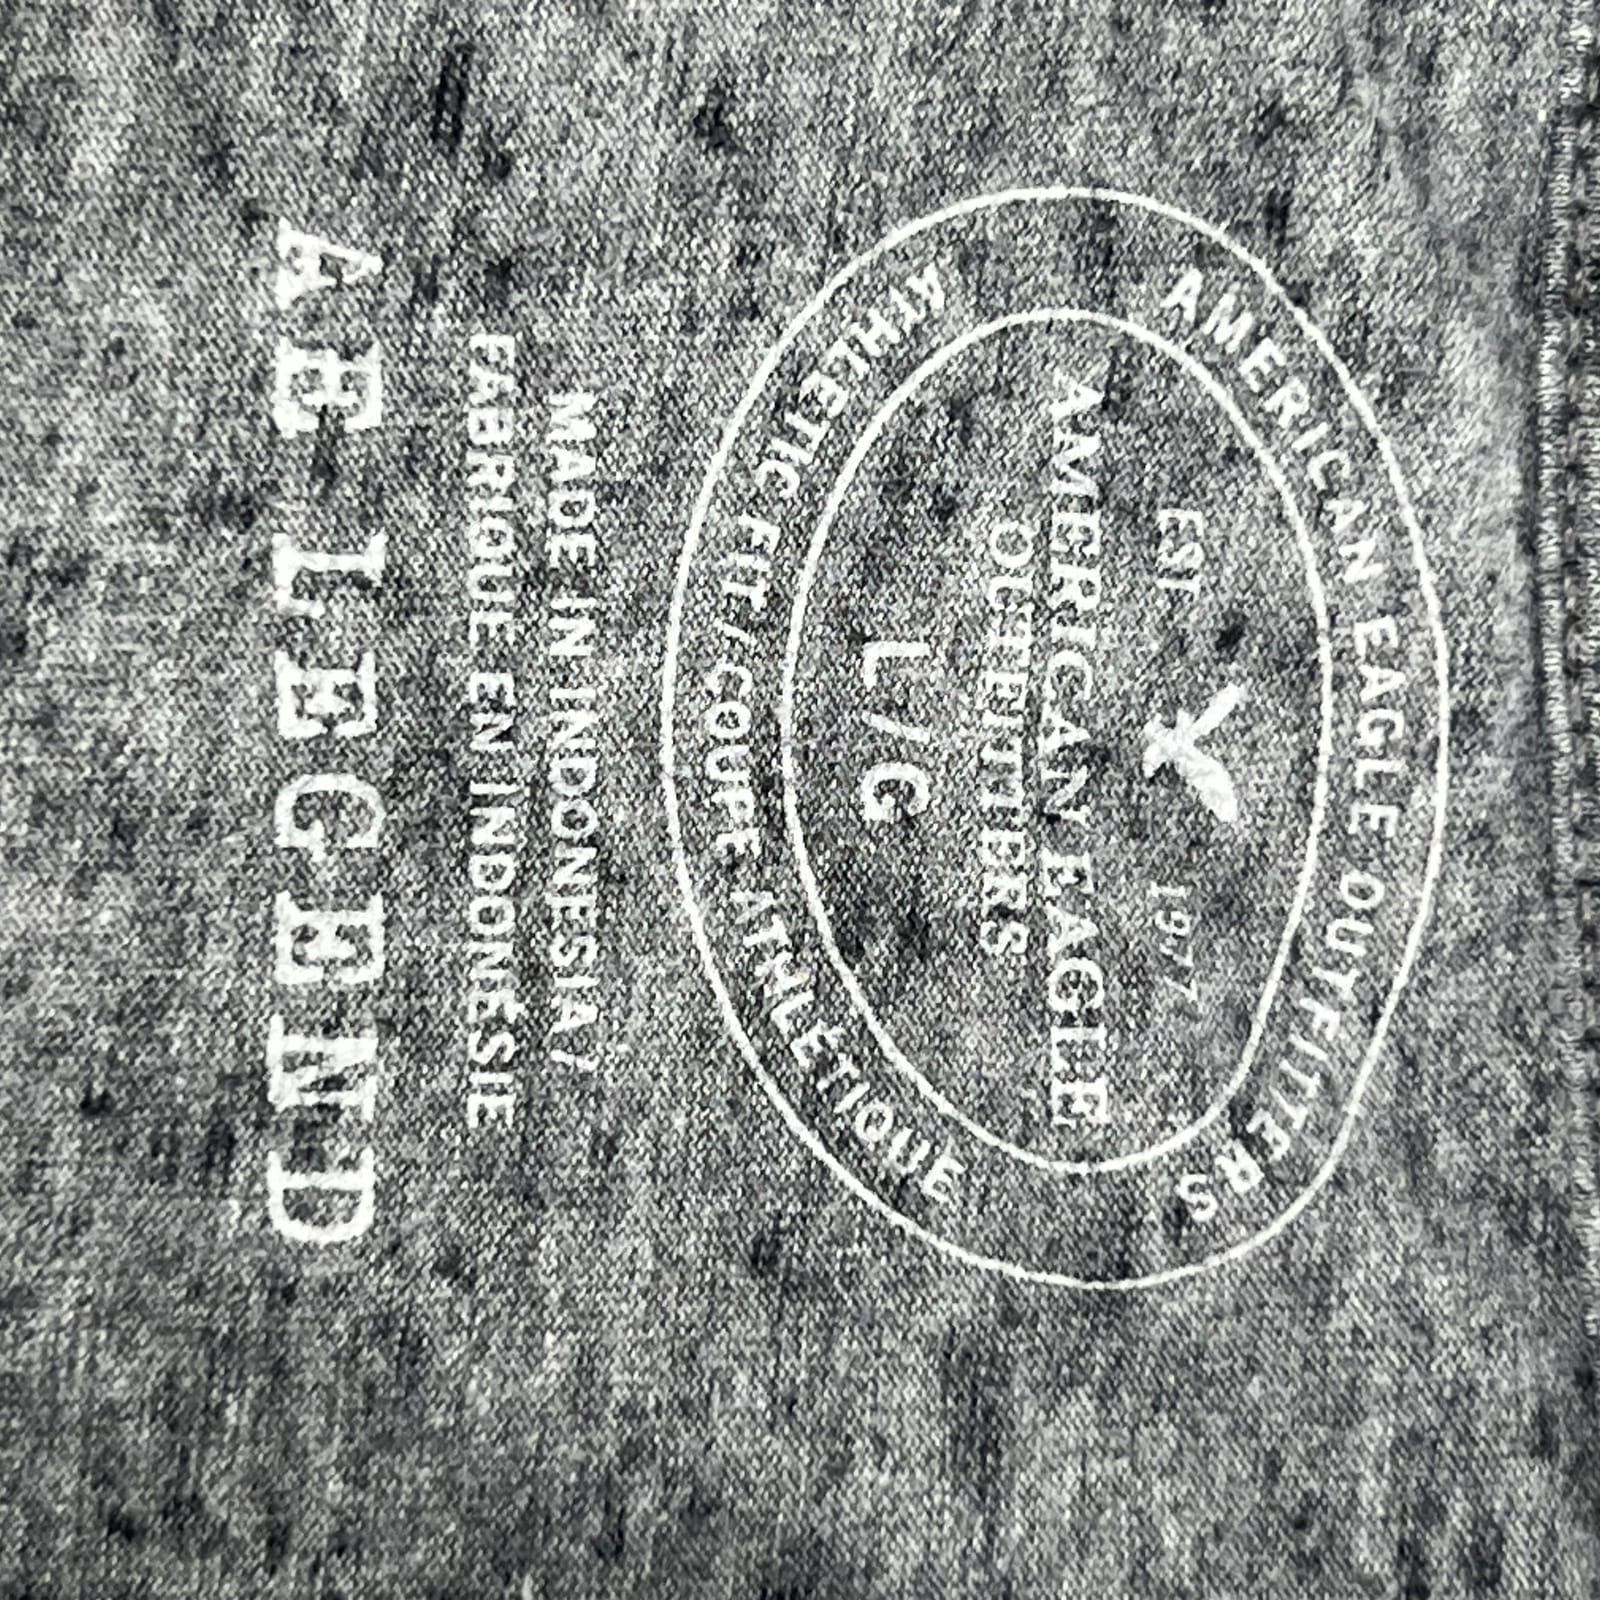 AMERICAN EAGLE OUTFITTERS
EST 1977
AMERICAN EAGLE
OUTFITTERS
L/G
ATHLETIC FIT/COUPE ATHLÉTIQUE
MADE IN INDONESIA/
FABRIQUE EN INDONÉSIE
AE LEGEND